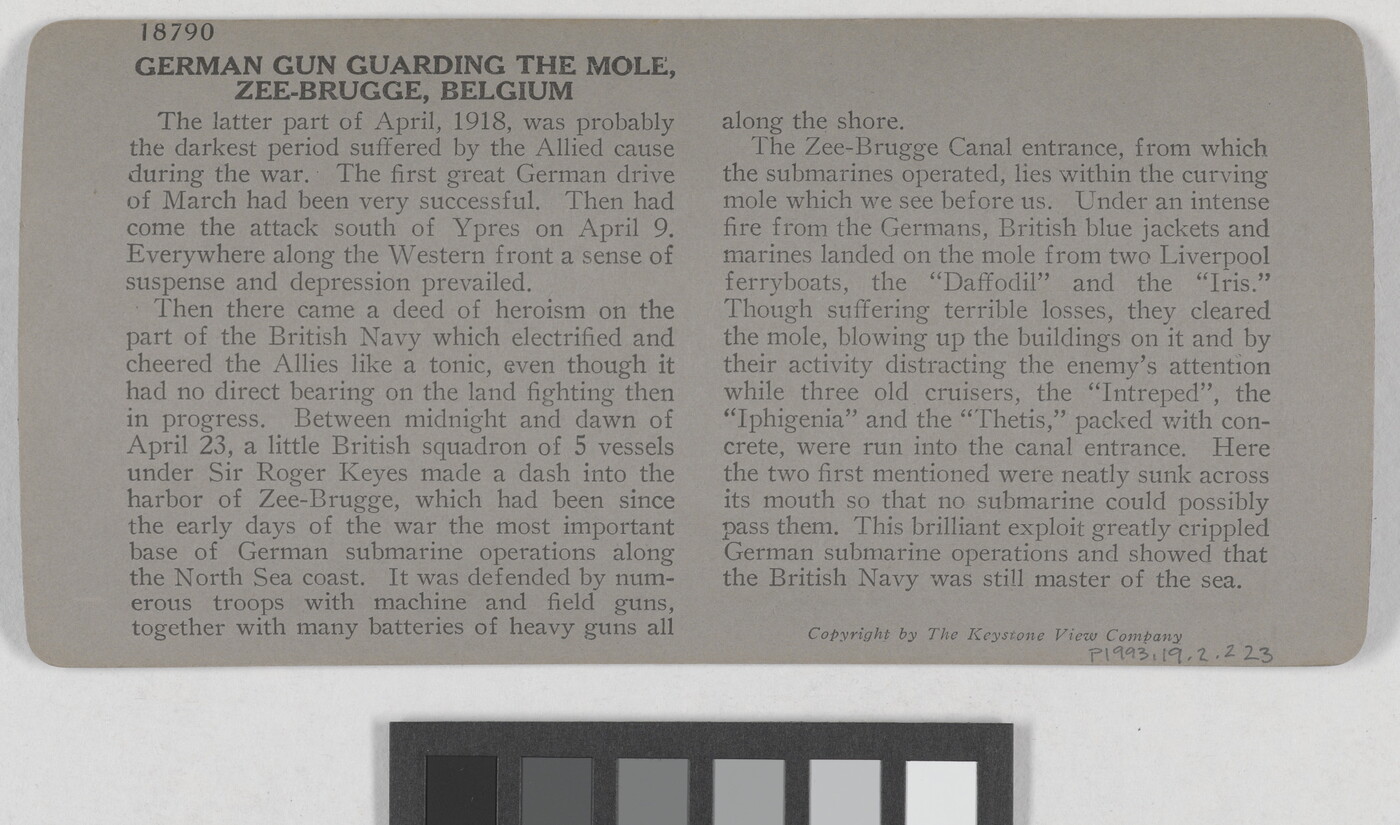 18790
GERMAN GUN GUARDING THE MOLE,
ZEE-BRUGGE, BELGIUM
The latter part of April, 1918, was probably
the darkest period suffered by the Allied cause
during the war. The first great German drive
of March had been very successful. Then had
come the attack south of Ypres on April 9.
Everywhere along the Western front a sense of
suspense and depression prevailed.
Then there came a deed of heroism on the
part of the British Navy which electrified and
cheered the Allies like a tonic, even though it
had no direct bearing on the land fighting then
in progress. Between midnight and dawn of
April 23, a little British squadron of 5 vessels
under Sir Roger Keyes made a dash into the
harbor of Zee-Brugge, which had been since
the early days of the war the most important
base of German submarine operations along
the North Sea coast. It was defended by num-
erous troops with machine and field guns,
together with many batteries of heavy guns all
along the shore.
The Zee-Brugge Canal entrance, from which
the submarines operated, lies within the curving
mole which we see before us. Under an intense
fire from the Germans, British blue jackets and
marines landed on the mole from two Liverpool
ferryboats, the “Daffodil” and the “Iris.”
Though suffering terrible losses, they cleared
the mole, blowing up the buildings on it and by
their activity distracting the enemy’s attention
while three old cruisers, the “Intreped”, the
“Iphigenia” and the “Thetis,” packed with con-
crete, were run into the canal entrance. Here
the two first mentioned were neatly sunk across
its mouth so that no submarine could possibly
pass them. This brilliant exploit greatly crippled
German submarine operations and showed that
the British Navy was still master of the sea.
Copyright by The Keystone View Company
P1993.19.2.223